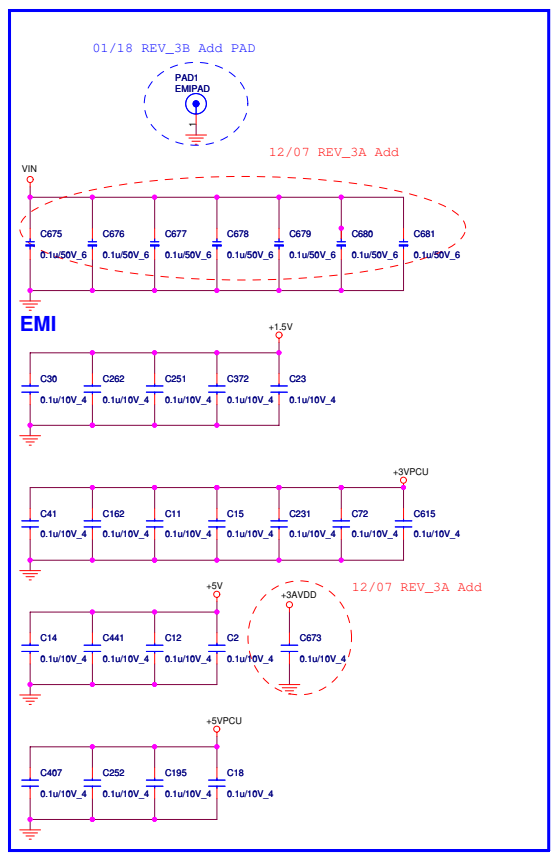 01/18 REV_3B Add PAD
PAD1
EMIPAD
1
12/07 REV_3A Add
VIN
C675 C676 C677 C678 C679 C680 C681
0.1u/50V_6 0.1u/50V_6 0.1u/50V_6 0.1u/50V_6 0.1u/50V_6 0.1u/50V_6 0.1u/50V_6
EMI
+1.5V
C30 C262 C251 C372 C23
0.1u/10V_4 0.1u/10V_4 0.1u/10V_4 0.1u/10V_4 0.1u/10V_4
+3VPCU
C41 C162 C11 C15 C231 C72 C615
0.1u/10V_4 0.1u/10V_4 0.1u/10V_4 0.1u/10V_4 0.1u/10V_4 0.1u/10V_4 0.1u/10V_4
12/07 REV_3A Add
+5V +3AVDD
C14 C441 C12 C2 C673
0.1u/10V_4 0.1u/10V_4 0.1u/10V_4 0.1u/10V_4 0.1u/10V_4
+5VPCU
C407 C252 C195 C18
0.1u/10V_4 0.1u/10V_4 0.1u/10V_4 0.1u/10V_4